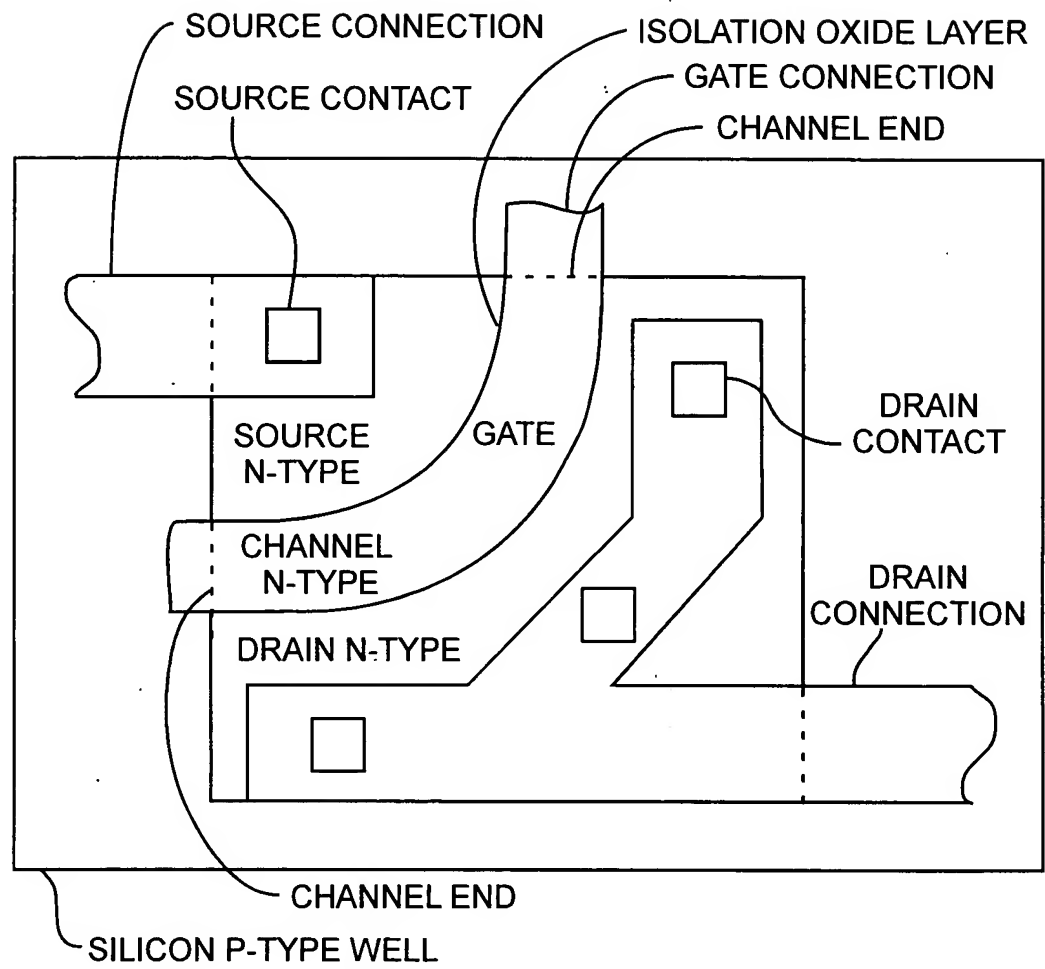 SOURCE CONNECTION
ISOLATION OXIDE LAYER
GATE CONNECTION
SOURCE CONTACT
CHANNEL END
SOURCE
N-TYPE
GATE
DRAIN
CONTACT
CHANNEL
N-TYPE
DRAIN
CONNECTION
DRAIN N-TYPE
CHANNEL END
SILICON P-TYPE WELL